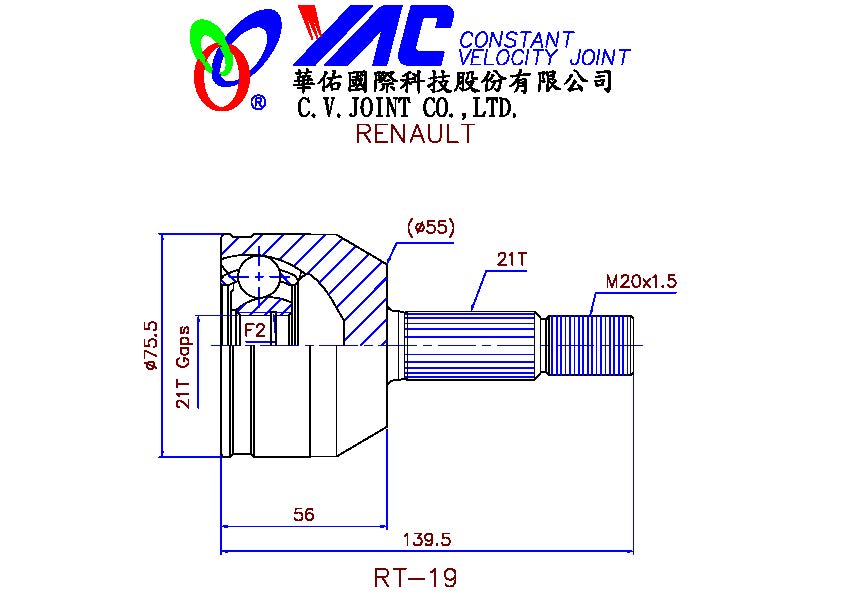 YAC CONSTANT
VELOCITY JOINT
®
華佑國際科技股份有限公司
C.V.JOINT CO.,LTD.
RENAULT
(ø55)
21T
M20x1.5
F2
ø75.5
21T Gaps
56
139.5
RT-19